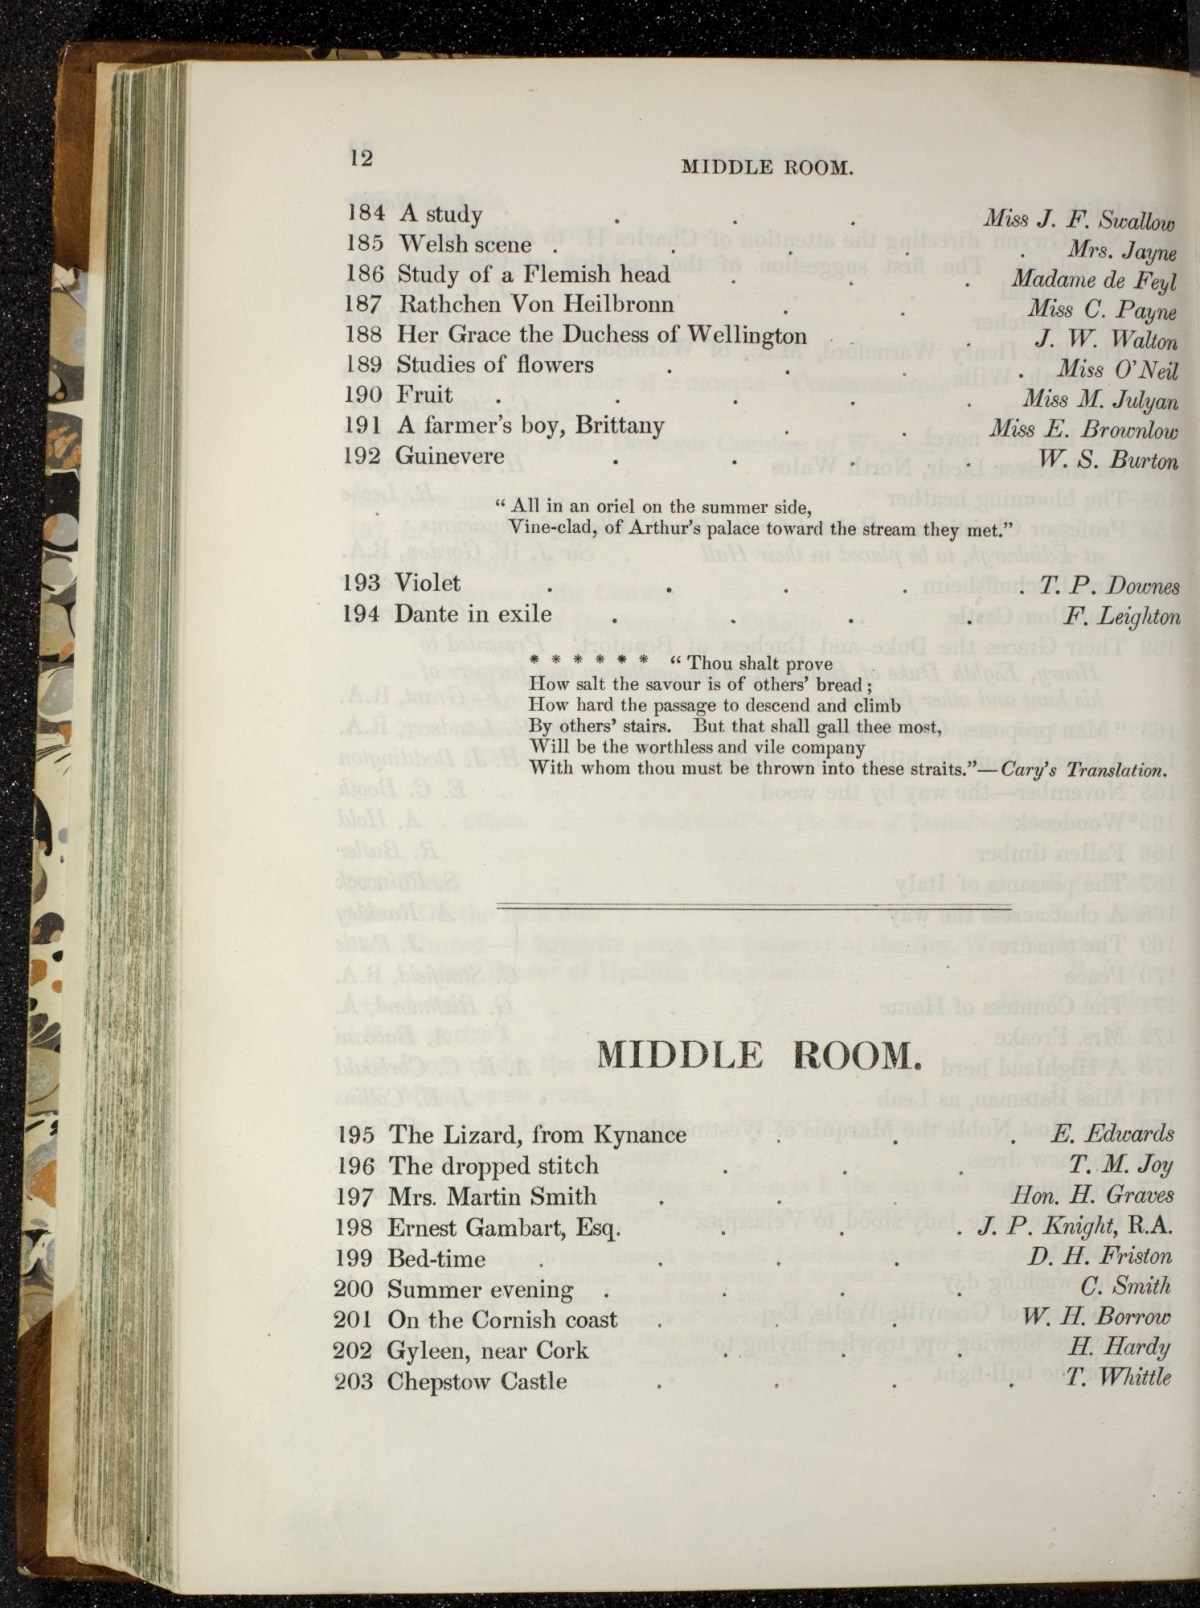 12
MIDDLE ROOM.
184 A study . . . Miss J. F. Swallow
185 Welsh scene . . . . . Mrs. Jayne
186 Study of a Flemish head . . . Madame de Feyl
187 Rathchen Von Heilbronn . . Miss C. Payne
188 Her Grace the Duchess of Wellington . . J. W. Walton
189 Studies of flowers . . . . Miss O'Neil
190 Fruit . . . . . Miss M. Julyan
191 A farmer's boy, Brittany . . Miss E. Brownlow
192 Guinevere . . . . W. S. Burton
“ All in an oriel on the summer side,
Vine-clad, of Arthur's palace toward the stream they met.”
193 Violet . . . . . T. P. Downes
194 Dante in exile . . . . F. Leighton
* * * * * * “ Thou shalt prove
How salt the savour is of others' bread ;
How hard the passage to descend and climb
By others' stairs. But that shall gall thee most,
Will be the worthless and vile company
With whom thou must be thrown into these straits.”—Cary's Translation.
MIDDLE ROOM.
195 The Lizard, from Kynance . . . E. Edwards
196 The dropped stitch . . . T. M. Joy
197 Mrs. Martin Smith . . . Hon. H. Graves
198 Ernest Gambart, Esq. . . . J. P. Knight, R.A.
199 Bed-time . . . . D. H. Friston
200 Summer evening . . . . C. Smith
201 On the Cornish coast . . . W. H. Borrow
202 Gyleen, near Cork . . . H. Hardy
203 Chepstow Castle . . . . T. Whittle